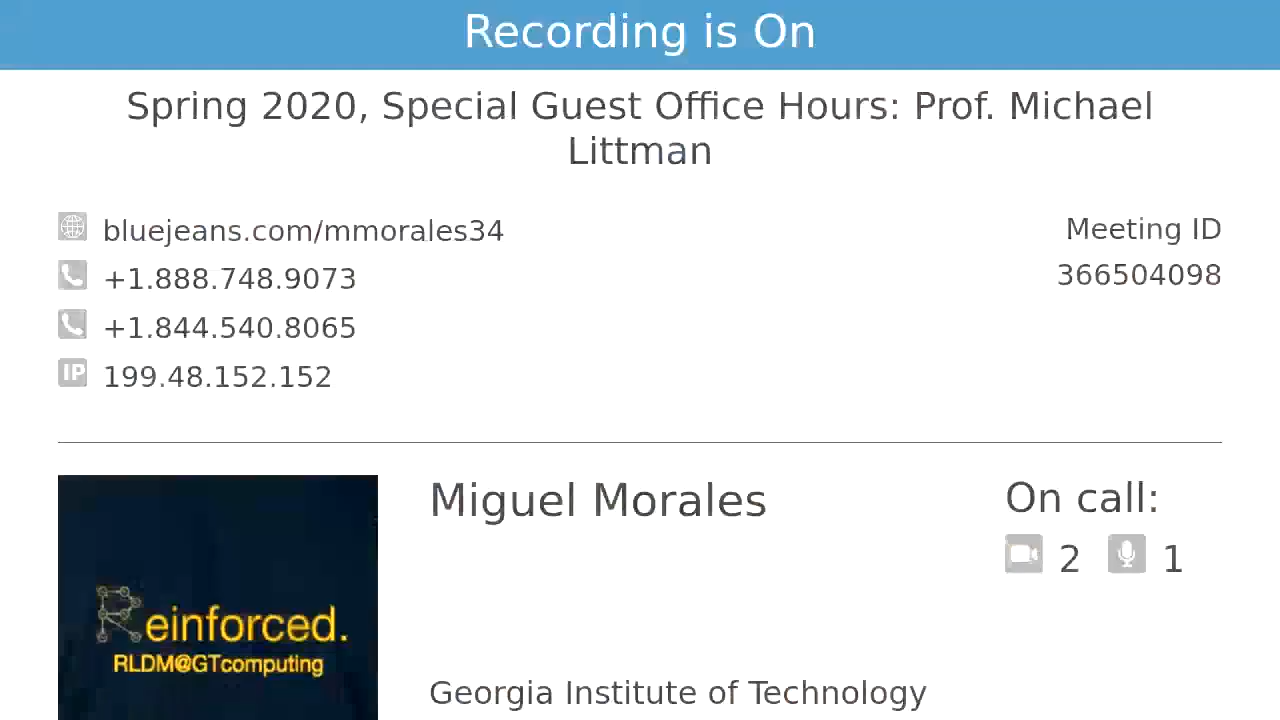 Recording is On
Spring 2020, Special Guest Office Hours: Prof. Michael
Littman
bluejeans.com/mmorales34
+1.888.748.9073
+1.844.540.8065
IP 199.48.152.152
Meeting ID
366504098
Reinforced.
RLDM@GTcomputing
Miguel Morales
Georgia Institute of Technology
On call:
2 1